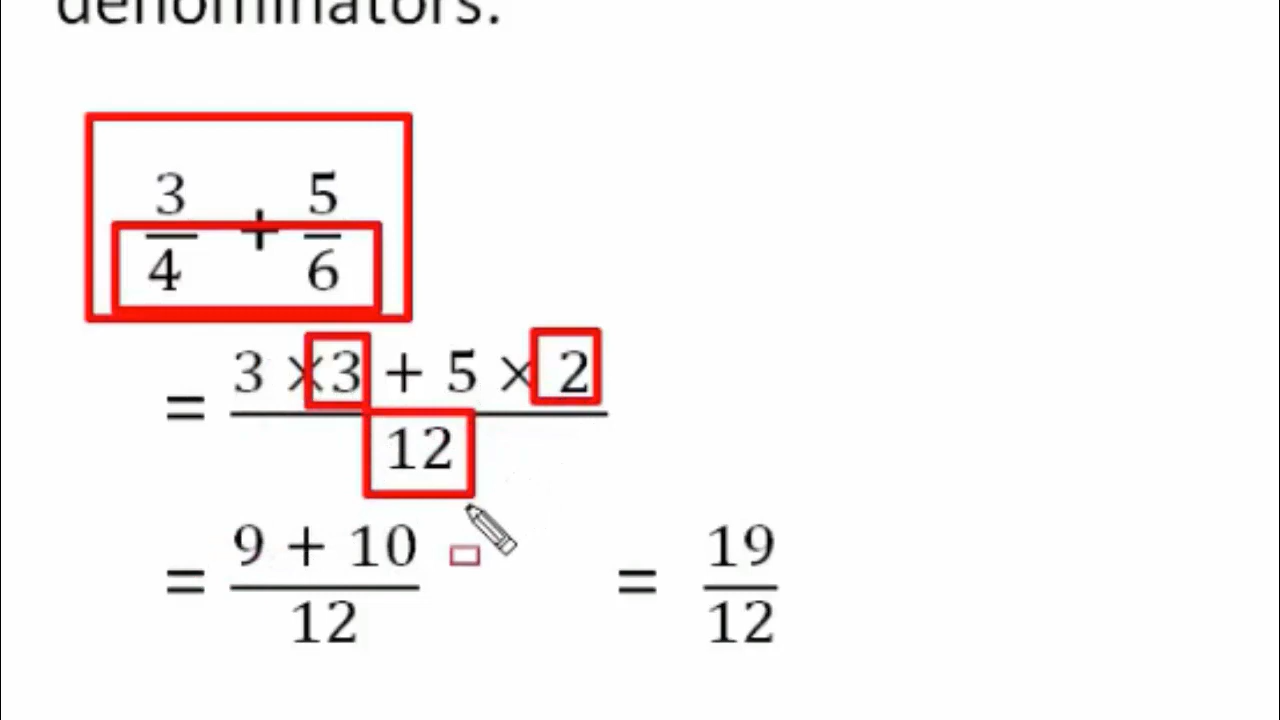 denominators.
3/4 + 5/6
= (3 × 3 + 5 × 2)/12
= (9 + 10)/12 = 19/12